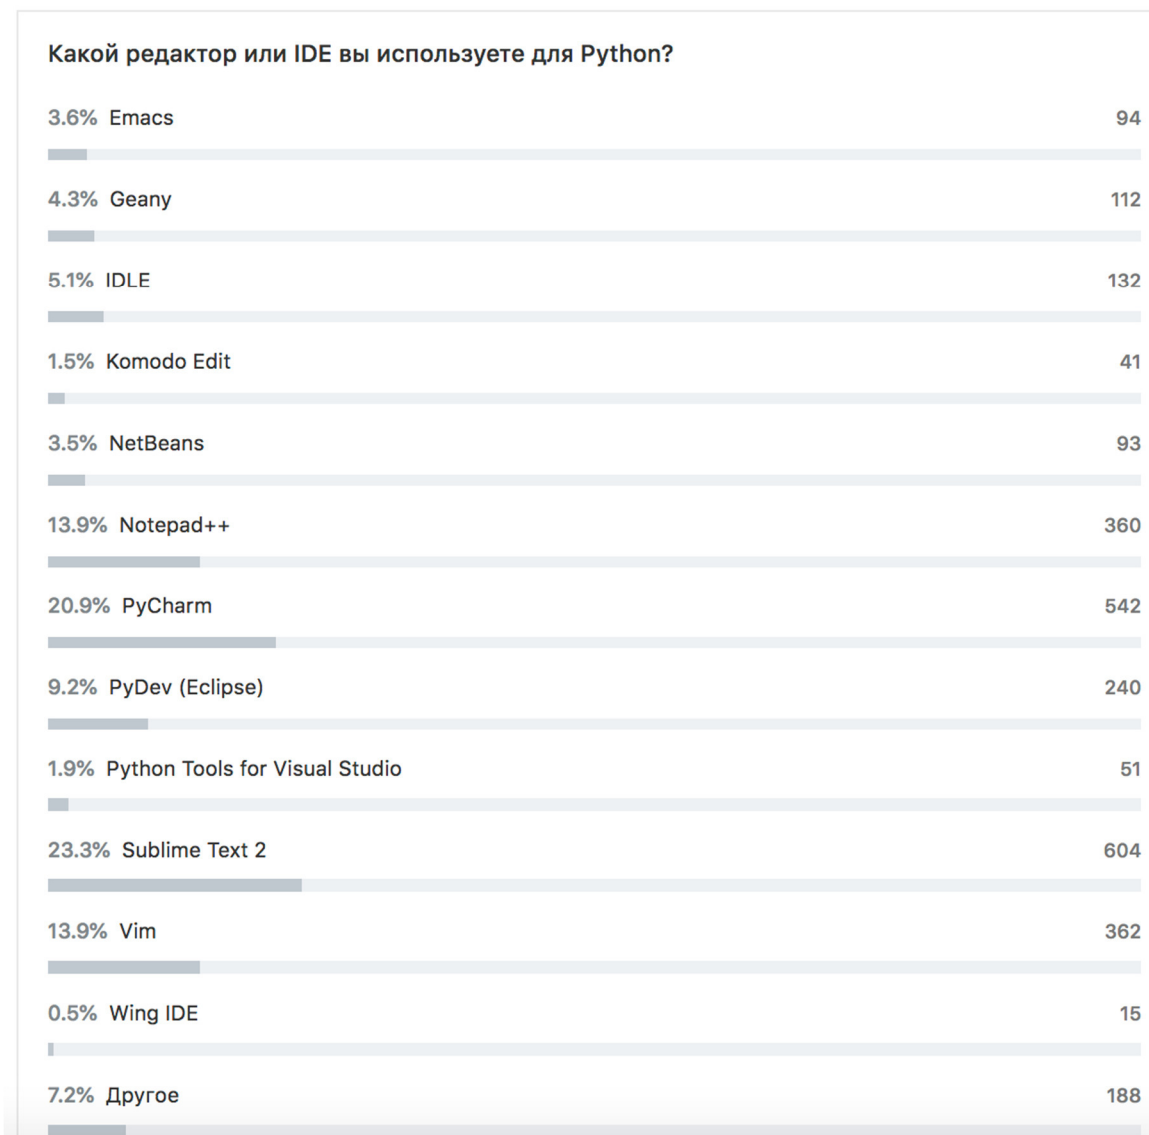 Какой редактор или IDE вы используете для Python?
3.6% Emacs 94
4.3% Geany 112
5.1% IDLE 132
1.5% Komodo Edit 41
3.5% NetBeans 93
13.9% Notepad++ 360
20.9% PyCharm 542
9.2% PyDev (Eclipse) 240
1.9% Python Tools for Visual Studio 51
23.3% Sublime Text 2 604
13.9% Vim 362
0.5% Wing IDE 15
7.2% Другое 188